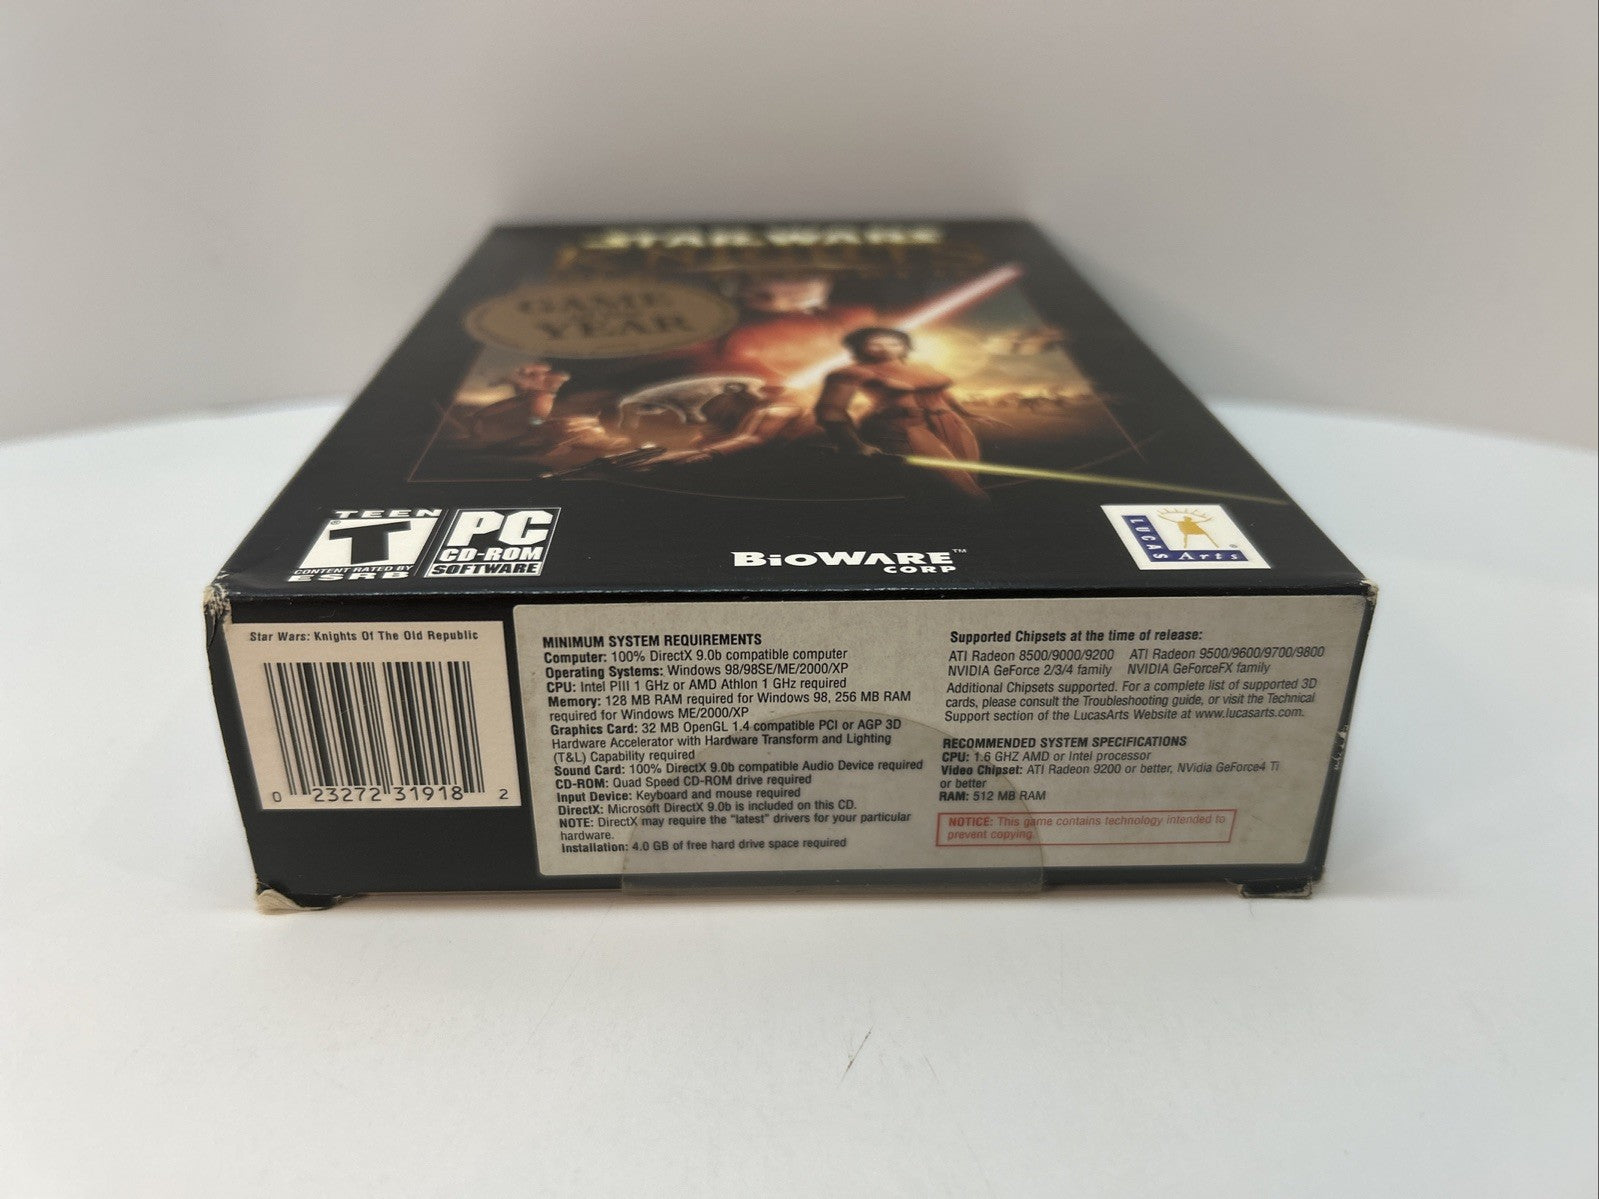 STAR WARS
KNIGHTS
GAME
OF THE
YEAR
TEEN
T
CONTENT RATED BY
ESRB
PC
CD-ROM
SOFTWARE
BIOWARE™
CORP
LUCAS Arts ®
Star Wars: Knights Of The Old Republic
0 23272 31918 2
MINIMUM SYSTEM REQUIREMENTS
Computer: 100% DirectX 9.0b compatible computer
Operating Systems: Windows 98/98SE/ME/2000/XP
CPU: Intel PIII 1 GHz or AMD Athlon 1 GHz required
Memory: 128 MB RAM required for Windows 98, 256 MB RAM
required for Windows ME/2000/XP
Graphics Card: 32 MB OpenGL 1.4 compatible PCI or AGP 3D
Hardware Accelerator with Hardware Transform and Lighting
(T&L) Capability required
Sound Card: 100% DirectX 9.0b compatible Audio Device required
CD-ROM: Quad Speed CD-ROM drive required
Input Device: Keyboard and mouse required
DirectX: Microsoft DirectX 9.0b is included on this CD.
NOTE: DirectX may require the "latest" drivers for your particular
hardware.
Installation: 4.0 GB of free hard drive space required
Supported Chipsets at the time of release:
ATI Radeon 8500/9000/9200 ATI Radeon 9500/9600/9700/9800
NVIDIA GeForce 2/3/4 family NVIDIA GeForceFX family
Additional Chipsets supported. For a complete list of supported 3D
cards, please consult the Troubleshooting guide, or visit the Technical
Support section of the LucasArts Website at www.lucasarts.com.
RECOMMENDED SYSTEM SPECIFICATIONS
CPU: 1.6 GHZ AMD or Intel processor
Video Chipset: ATI Radeon 9200 or better, NVidia GeForce4 Ti
or better
RAM: 512 MB RAM
NOTICE: This game contains technology intended to
prevent copying.